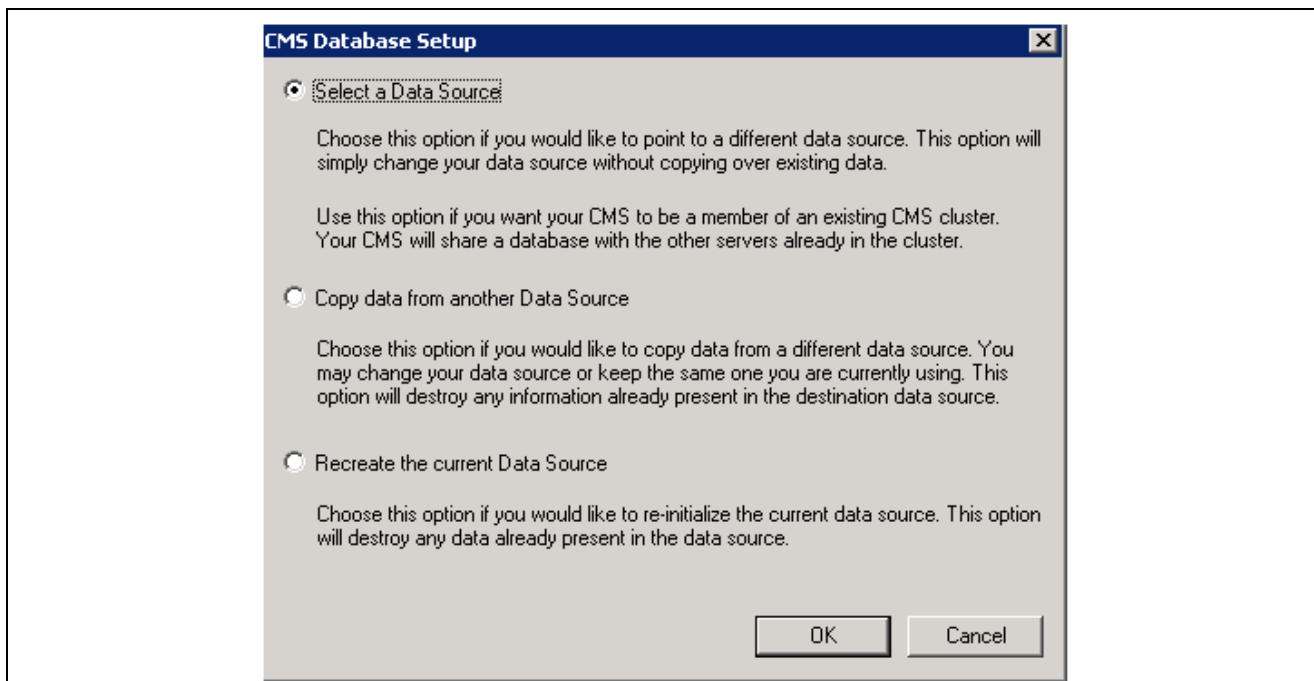 CMS Database Setup
Select a Data Source
Choose this option if you would like to point to a different data source. This option will
simply change your data source without copying over existing data.
Use this option if you want your CMS to be a member of an existing CMS cluster.
Your CMS will share a database with the other servers already in the cluster.
Copy data from another Data Source
Choose this option if you would like to copy data from a different data source. You
may change your data source or keep the same one you are currently using. This
option will destroy any information already present in the destination data source.
Recreate the current Data Source
Choose this option if you would like to re-initialize the current data source. This option
will destroy any data already present in the data source.
OK Cancel